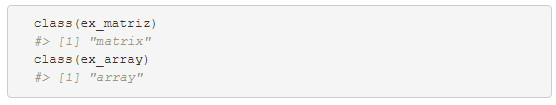 class(ex_matriz)
#> [1] "matrix"
class(ex_array)
#> [1] "array"